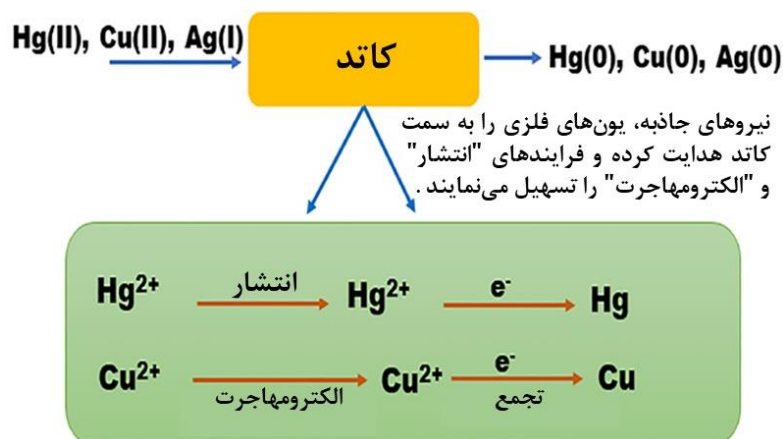 Hg(II), Cu(II), Ag(I)
کاتد
Hg(0), Cu(0), Ag(0)
نیروهای جاذبه، یون‌های فلزی را به سمت
کاتد هدایت کرده و فرایندهای "انتشار"
و "الکترومهاجرت" را تسهیل می‌نمایند.
Hg²⁺ انتشار Hg²⁺ e⁻ Hg
Cu²⁺ الکترومهاجرت Cu²⁺ e⁻ تجمع Cu